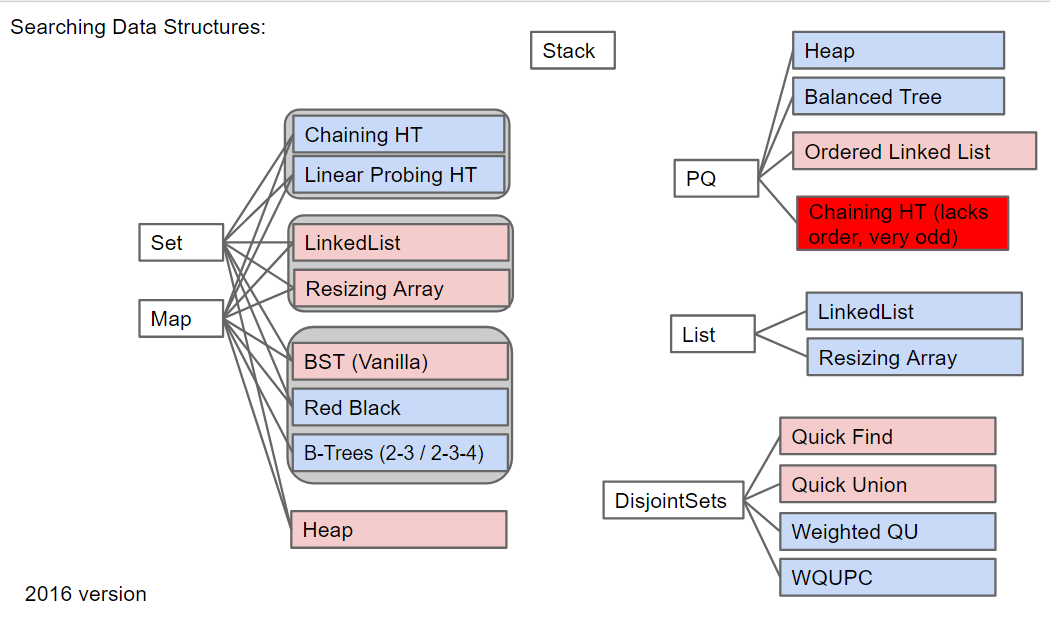 Searching Data Structures:
Stack
Set
Map
Chaining HT
Linear Probing HT
LinkedList
Resizing Array
BST (Vanilla)
Red Black
B-Trees (2-3 / 2-3-4)
Heap
PQ
Heap
Balanced Tree
Ordered Linked List
Chaining HT (lacks
order, very odd)
List
LinkedList
Resizing Array
DisjointSets
Quick Find
Quick Union
Weighted QU
WQUPC
2016 version